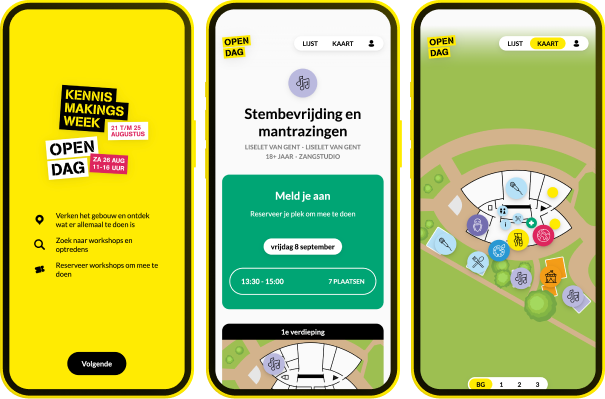 KENNIS
MAKINGS
WEEK
21 T/M 25
AUGUSTUS
OPEN
DAG
ZA 26 AUG
11-16 UUR
Verken het gebouw en ontdek
wat er allemaal te doen is
Zoek naar workshops en
optredens
Reserveer workshops om mee te
doen
Volgende
OPEN
DAG
LIJST KAART
Stembevrijding en
mantrazingen
LISELET VAN GENT - LISELET VAN GENT
18+ JAAR - ZANGSTUDIO
Meld je aan
Reserveer je plek om mee te doen
vrijdag 8 september
13:30 - 15:00 7 PLAATSEN
1e verdieping
OPEN
DAG
LIJST KAART
BG 1 2 3